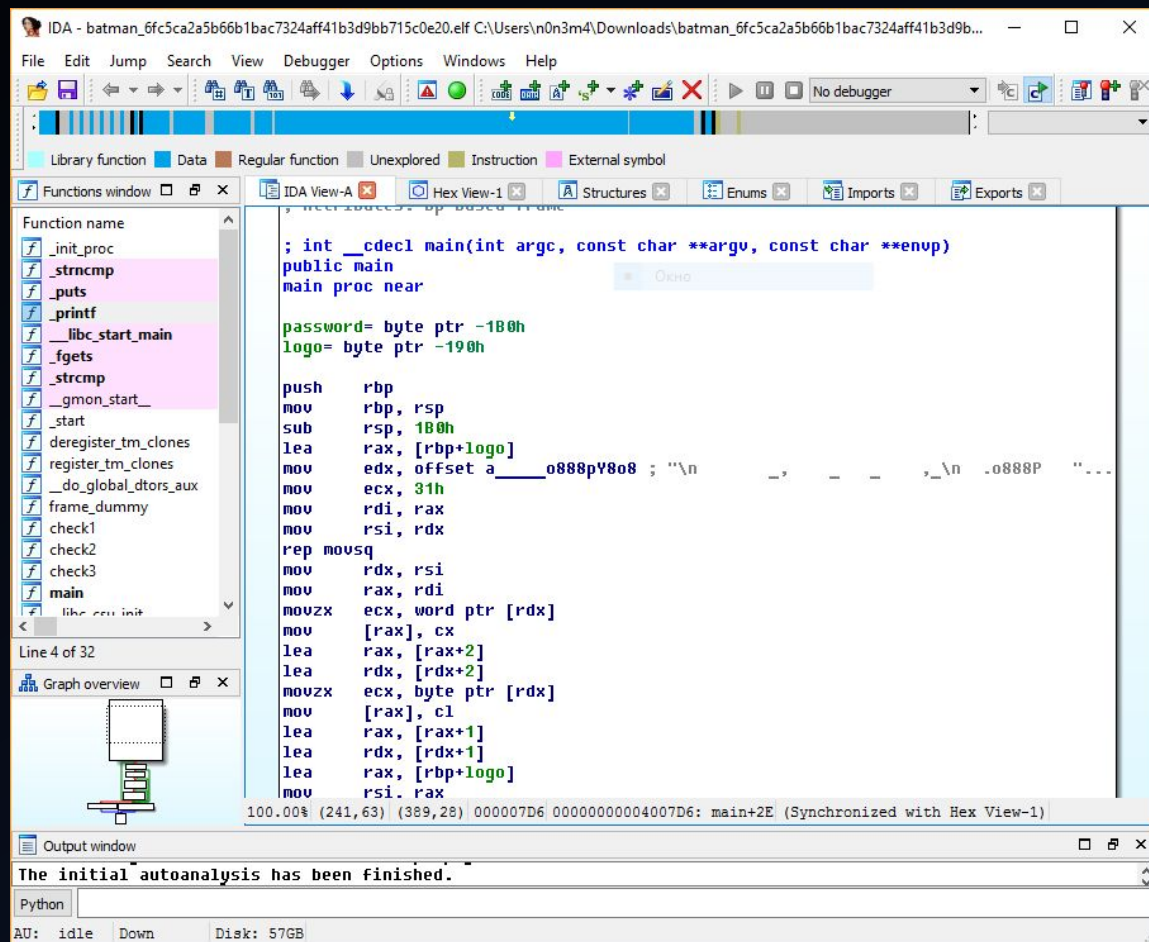 IDA - batman_6fc5ca2a5b66b1bac7324aff41b3d9bb715c0e20.elf C:\Users\n0n3m4\Downloads\batman_6fc5ca2a5b66b1bac7324aff41b3d9b...
File Edit Jump Search View Debugger Options Windows Help
No debugger
Library function Data Regular function Unexplored Instruction External symbol
Functions window
IDA View-A Hex View-1 Structures Enums Imports Exports
Function name
_init_proc
_strncmp
_puts
_printf
__libc_start_main
_fgets
_strcmp
__gmon_start__
_start
deregister_tm_clones
register_tm_clones
__do_global_dtors_aux
frame_dummy
check1
check2
check3
main
__libc_csu_init
Line 4 of 32
Graph overview
; Attributes: bp-based frame
; int __cdecl main(int argc, const char **argv, const char **envp)
public main
main proc near
Окно
password= byte ptr -1B0h
logo= byte ptr -190h
push rbp
mov rbp, rsp
sub rsp, 1B0h
lea rax, [rbp+logo]
mov edx, offset a_____o888pY8o8 ; "\n _, _ _ ,_\n .o888P "...
mov ecx, 31h
mov rdi, rax
mov rsi, rdx
rep movsq
mov rdx, rsi
mov rax, rdi
movzx ecx, word ptr [rdx]
mov [rax], cx
lea rax, [rax+2]
lea rdx, [rdx+2]
movzx ecx, byte ptr [rdx]
mov [rax], cl
lea rax, [rax+1]
lea rdx, [rdx+1]
lea rax, [rbp+logo]
mov rsi, rax
100.00% (241,63) (389,28) 000007D6 00000000004007D6: main+2E (Synchronized with Hex View-1)
Output window
The initial autoanalysis has been finished.
Python
AU: idle Down Disk: 57GB